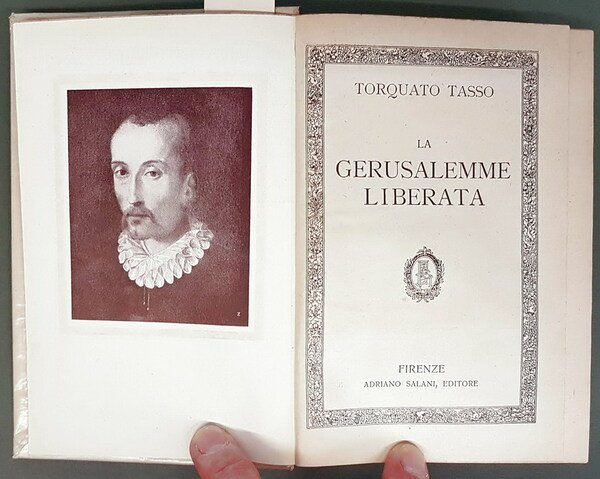 TORQUATO TASSO
LA
GERUSALEMME
LIBERATA
FIRENZE
ADRIANO SALANI, EDITORE